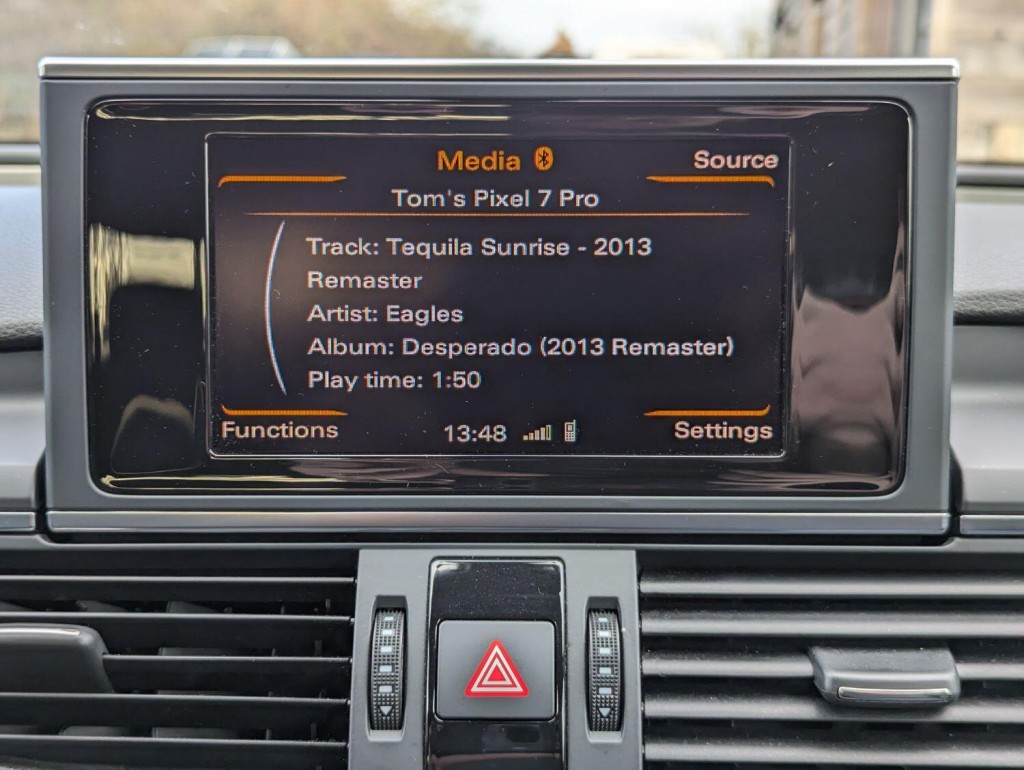 Media
Source
Tom's Pixel 7 Pro
Track: Tequila Sunrise - 2013
Remaster
Artist: Eagles
Album: Desperado (2013 Remaster)
Play time: 1:50
Functions
13:48
Settings